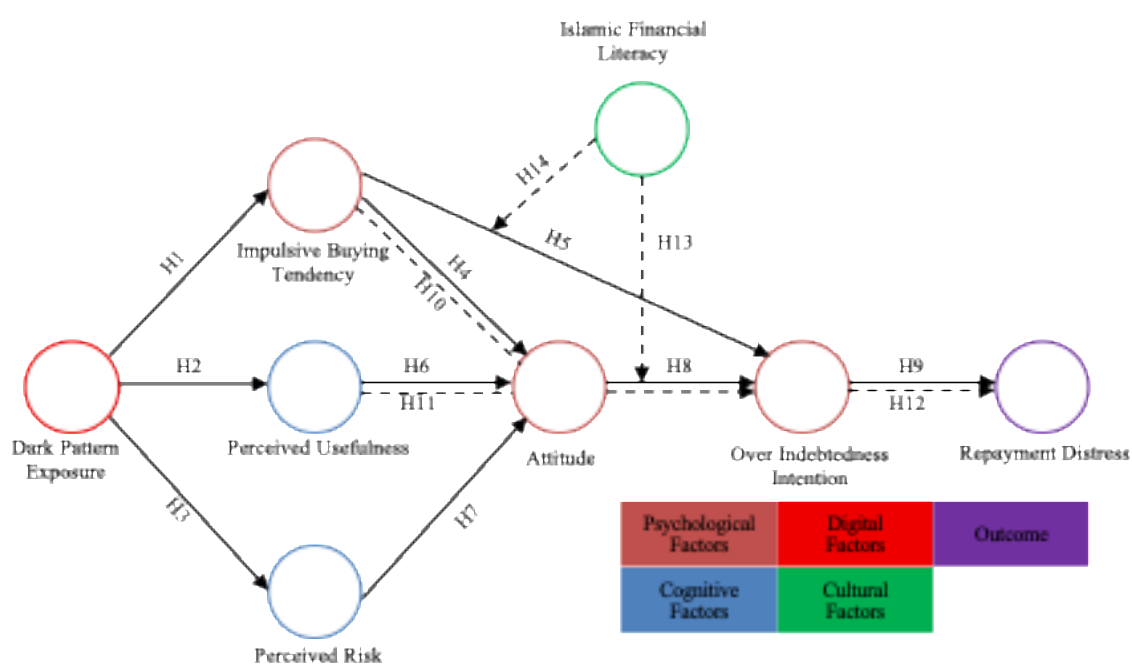 Islamic Financial
Literacy
H14
H13
H1
Impulsive Buying
Tendency
H5
H4
H10
H2
H6
H11
H8
H9
H12
Dark Pattern
Exposure
Perceived Usefulness
Attitude
Over Indebtedness
Intention
Repayment Distress
H3
H7
Perceived Risk
Psychological
Factors
Digital
Factors
Outcome
Cognitive
Factors
Cultural
Factors